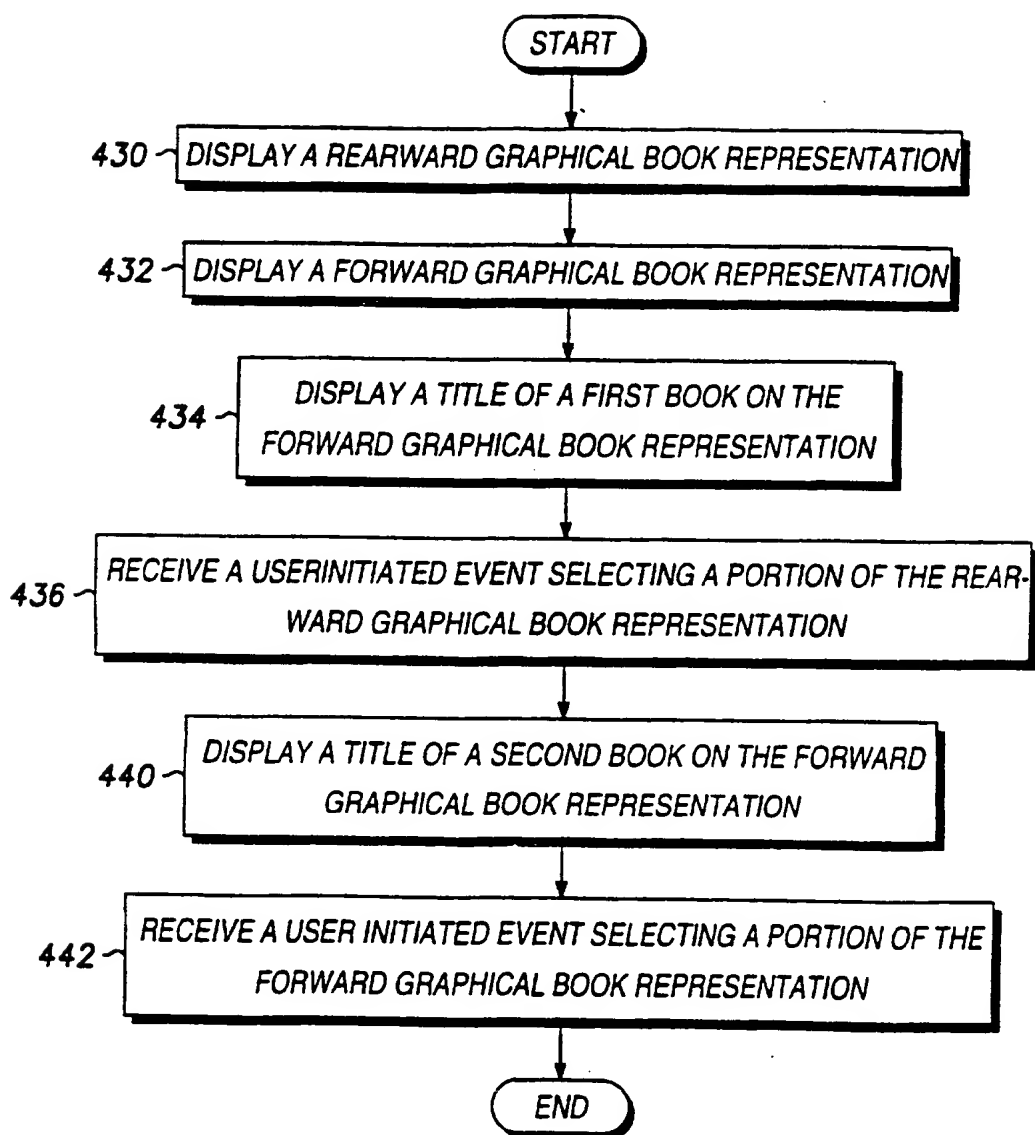 START
430 DISPLAY A REARWARD GRAPHICAL BOOK REPRESENTATION
432 DISPLAY A FORWARD GRAPHICAL BOOK REPRESENTATION
DISPLAY A TITLE OF A FIRST BOOK ON THE
434
FORWARD GRAPHICAL BOOK REPRESENTATION
RECEIVE A USERINITIATED EVENT SELECTING A PORTION OF THE REAR-
436
WARD GRAPHICAL BOOK REPRESENTATION
DISPLAY A TITLE OF A SECOND BOOK ON THE FORWARD
440
GRAPHICAL BOOK REPRESENTATION
RECEIVE A USER INITIATED EVENT SELECTING A PORTION OF THE
442
FORWARD GRAPHICAL BOOK REPRESENTATION
END